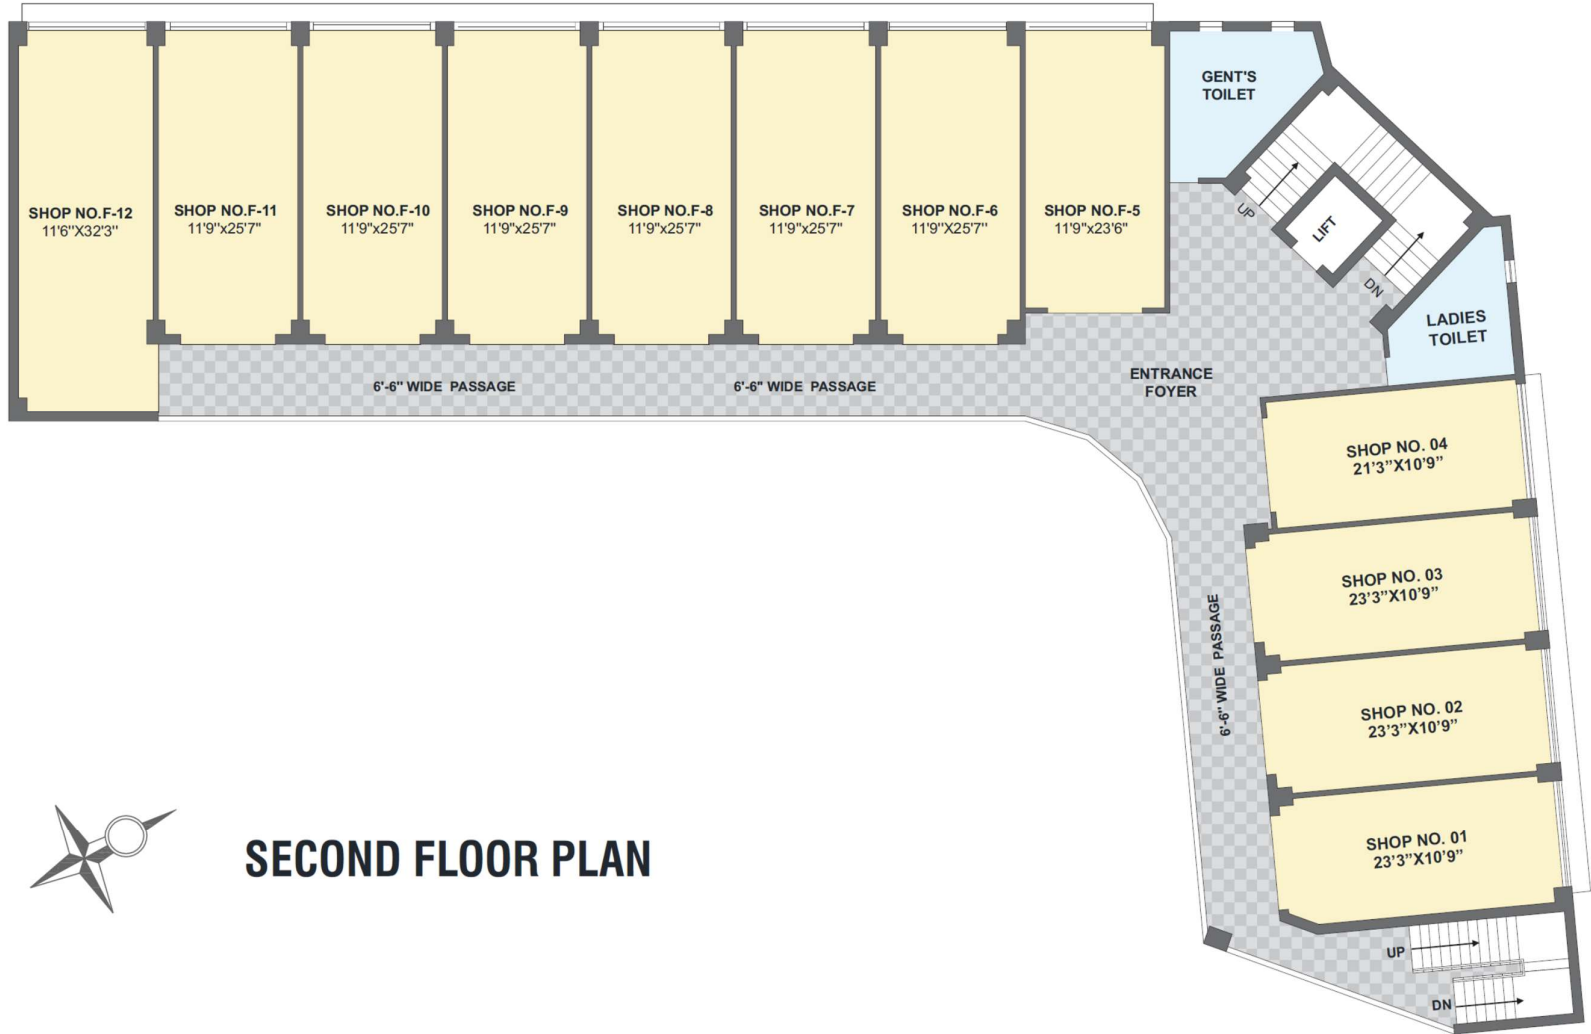 GENT'S
TOILET
SHOP NO.F-12
11'6"X32'3"
SHOP NO.F-11
11'9"x25'7"
SHOP NO.F-10
11'9"x25'7"
SHOP NO.F-9
11'9"x25'7"
SHOP NO.F-8
11'9"x25'7"
SHOP NO.F-7
11'9"x25'7"
SHOP NO.F-6
11'9"X25'7"
SHOP NO.F-5
11'9"x23'6"
UP
LIFT
DN
LADIES
TOILET
6'-6" WIDE PASSAGE
6'-6" WIDE PASSAGE
ENTRANCE
FOYER
SHOP NO. 04
21'3”X10’9”
SHOP NO. 03
23’3”X10’9”
6'-6" WIDE PASSAGE
SHOP NO. 02
23’3”X10’9”
SHOP NO. 01
23’3”X10’9”
SECOND FLOOR PLAN
UP
DN